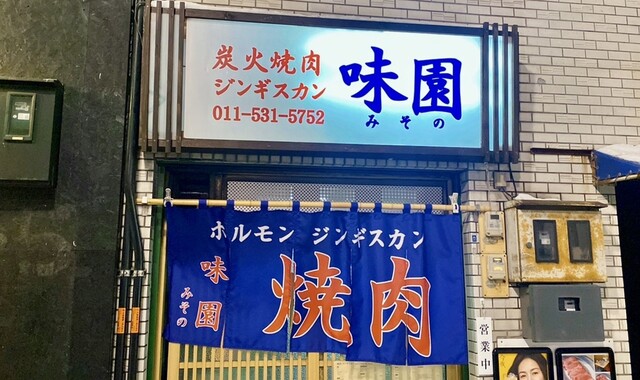 炭火焼肉
ジンギスカン
011-531-5752
味園
みその
ホルモン ジンギスカン
味園
みその
焼肉
営業中